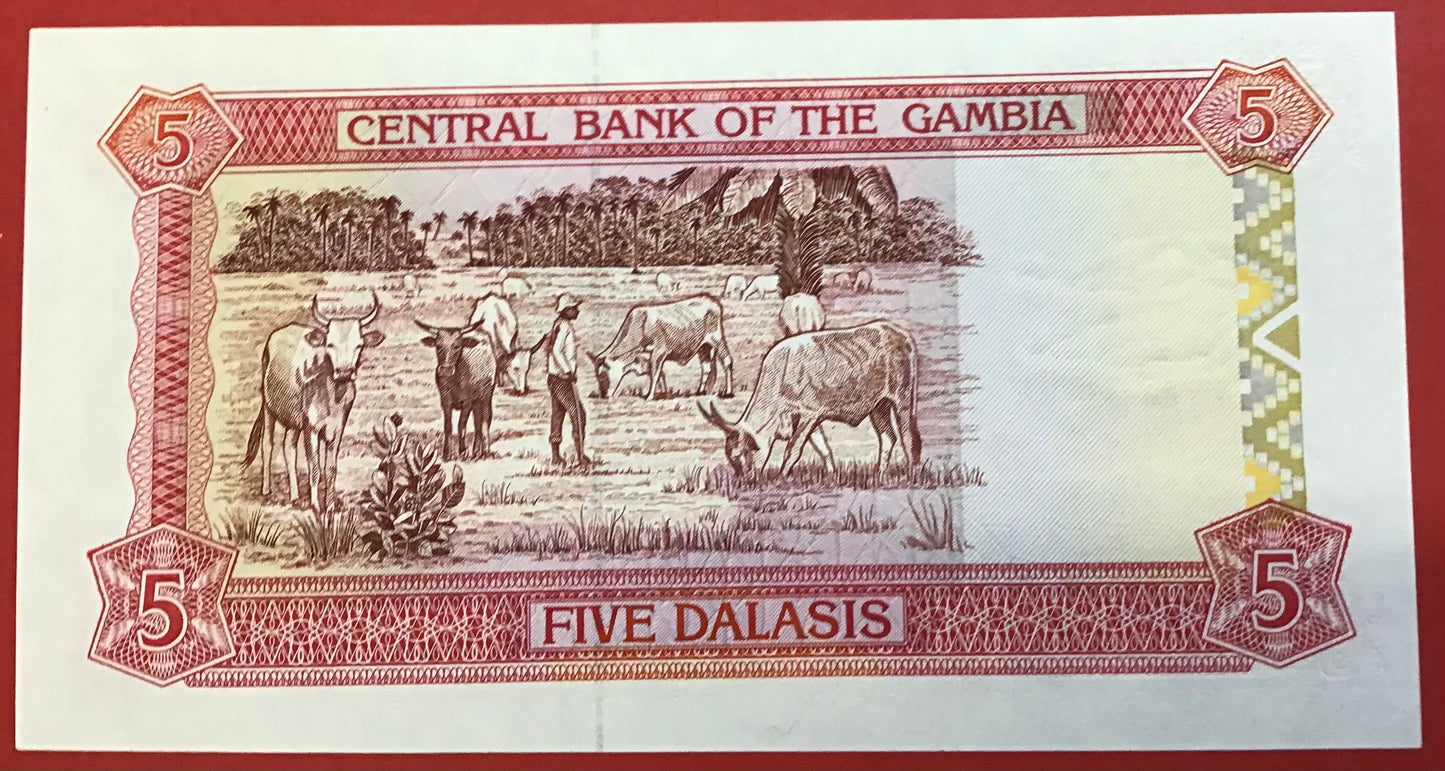 5 CENTRAL BANK OF THE GAMBIA 5
5 FIVE DALASIS 5